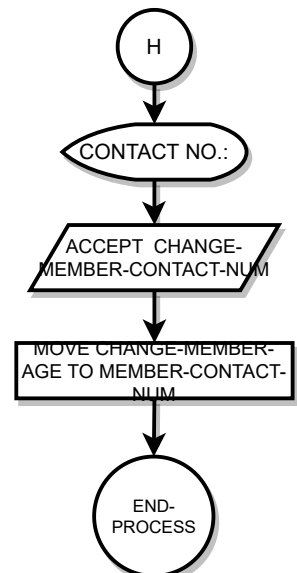 H
CONTACT NO.:
ACCEPT CHANGE-
MEMBER-CONTACT-NUM
MOVE CHANGE-MEMBER-
AGE TO MEMBER-CONTACT-
NUM
END-
PROCESS